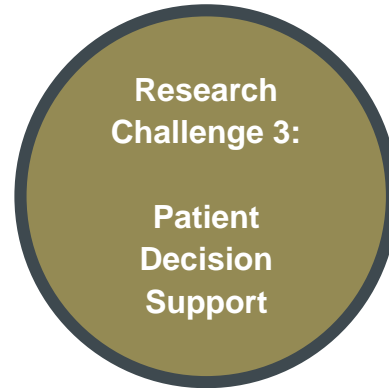 Research
Challenge 3:
Patient
Decision
Support